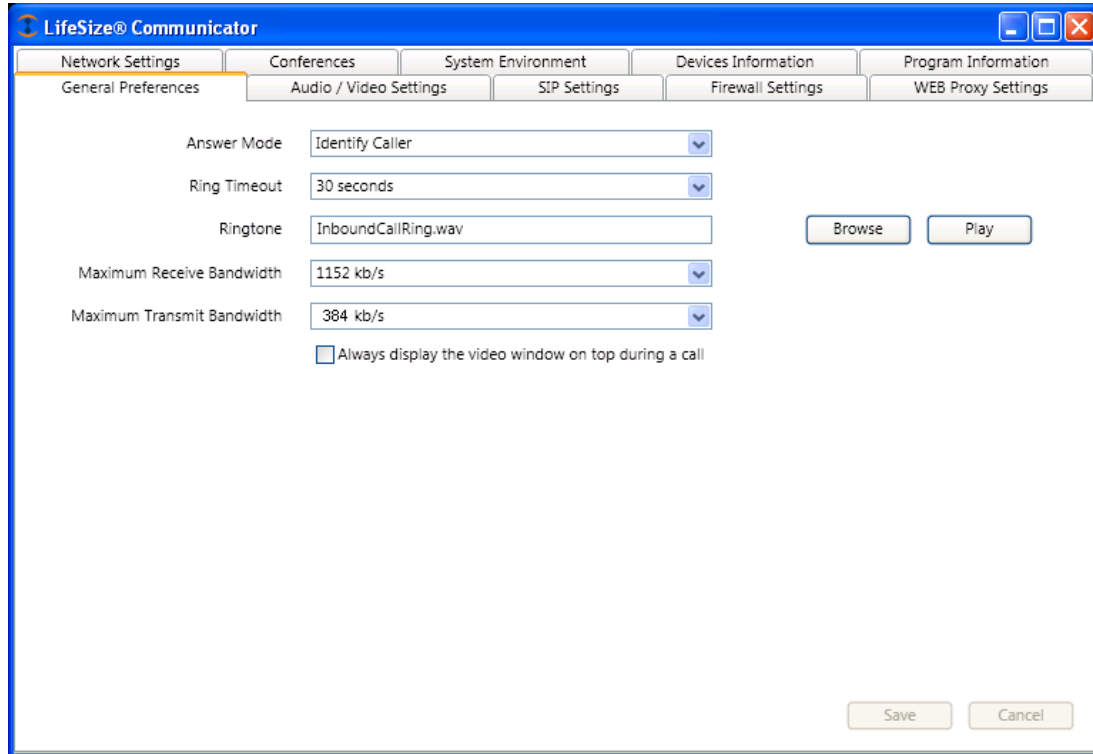 LifeSize® Communicator
Network Settings Conferences System Environment Devices Information Program Information
General Preferences Audio / Video Settings SIP Settings Firewall Settings WEB Proxy Settings
Answer Mode Identify Caller
Ring Timeout 30 seconds
Ringtone InboundCallRing.wav Browse Play
Maximum Receive Bandwidth 1152 kb/s
Maximum Transmit Bandwidth 384 kb/s
Always display the video window on top during a call
Save Cancel